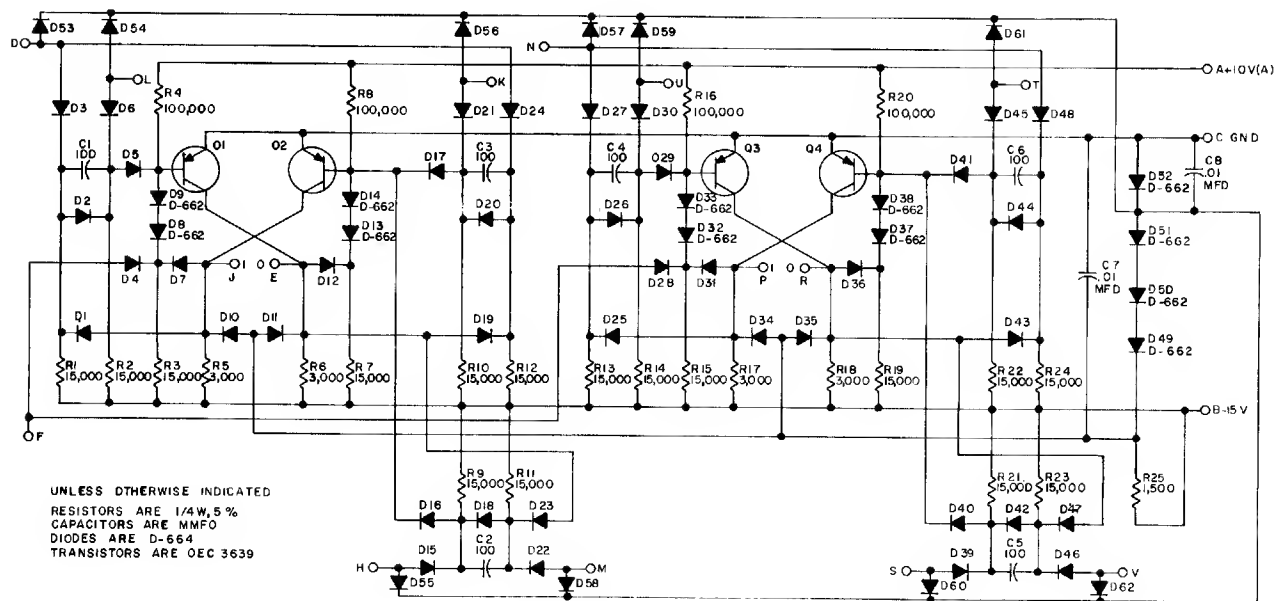 D53
D54
D56
D57
D59
D61
D
N
L
K
U
T
A+10V(A)
R4
100,000
R8
100,000
R16
100,000
R20
100,000
D3
D6
D21
D24
D27
D30
D45
D48
C GND
C1
100
D5
Q1
Q2
D17
C3
100
C4
100
D29
Q3
Q4
D41
C6
100
C8
.01
MFD
D52
D-662
D9
D-662
D14
D-662
D33
D-662
D38
D-662
D2
D8
D-662
D13
D-662
D20
D26
D32
D-662
D37
D-662
D44
D51
D-662
C7
.01
MFD
D4
D7
1
J
0
E
D12
D28
D31
1
P
0
R
D36
D50
D-662
D1
D10
D11
D19
D25
D34
D35
D43
D49
D-662
R1
15,000
R2
15,000
R3
15,000
R5
3,000
R6
3,000
R7
15,000
R10
15,000
R12
15,000
R13
15,000
R14
15,000
R15
15,000
R17
3,000
R18
3,000
R19
15,000
R22
15,000
R24
15,000
B-15V
F
R9
15,000
R11
15,000
R21
15,000
R23
15,000
R25
1,500
UNLESS OTHERWISE INDICATED
RESISTORS ARE 1/4W, 5%
CAPACITORS ARE MMFD
DIODES ARE D-664
TRANSISTORS ARE DEC 3639
D16
D18
D23
D40
D42
D47
H
D15
C2
100
D22
M
S
D39
C5
100
D46
V
D55
D58
D60
D62